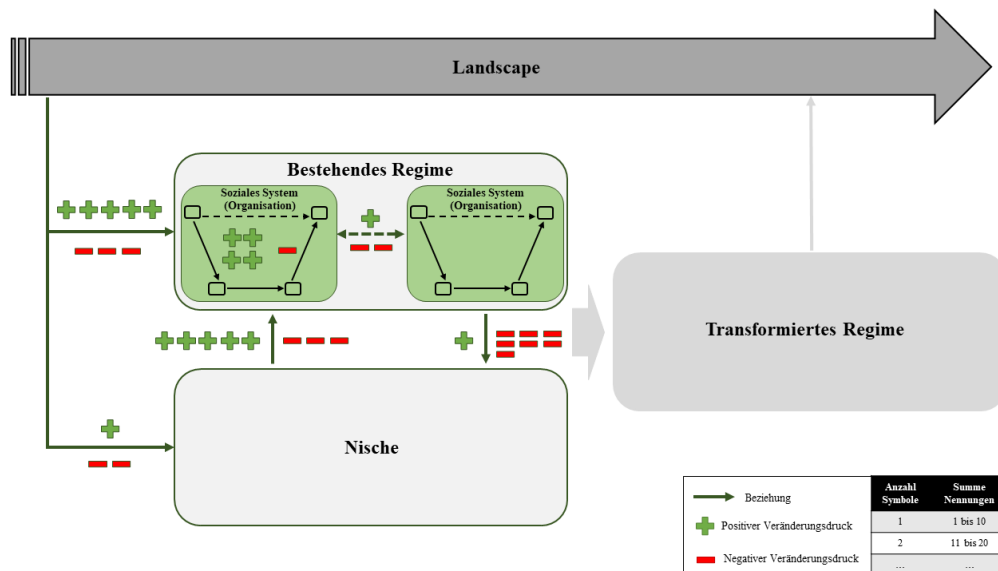 Landscape
Bestehendes Regime
Soziales System
(Organisation)
Soziales System
(Organisation)
Transformiertes Regime
Nische
Beziehung
Positiver Veränderungsdruck
Negativer Veränderungsdruck
Anzahl Symbole
Summe Nennungen
1
1 bis 10
2
11 bis 20
...
...